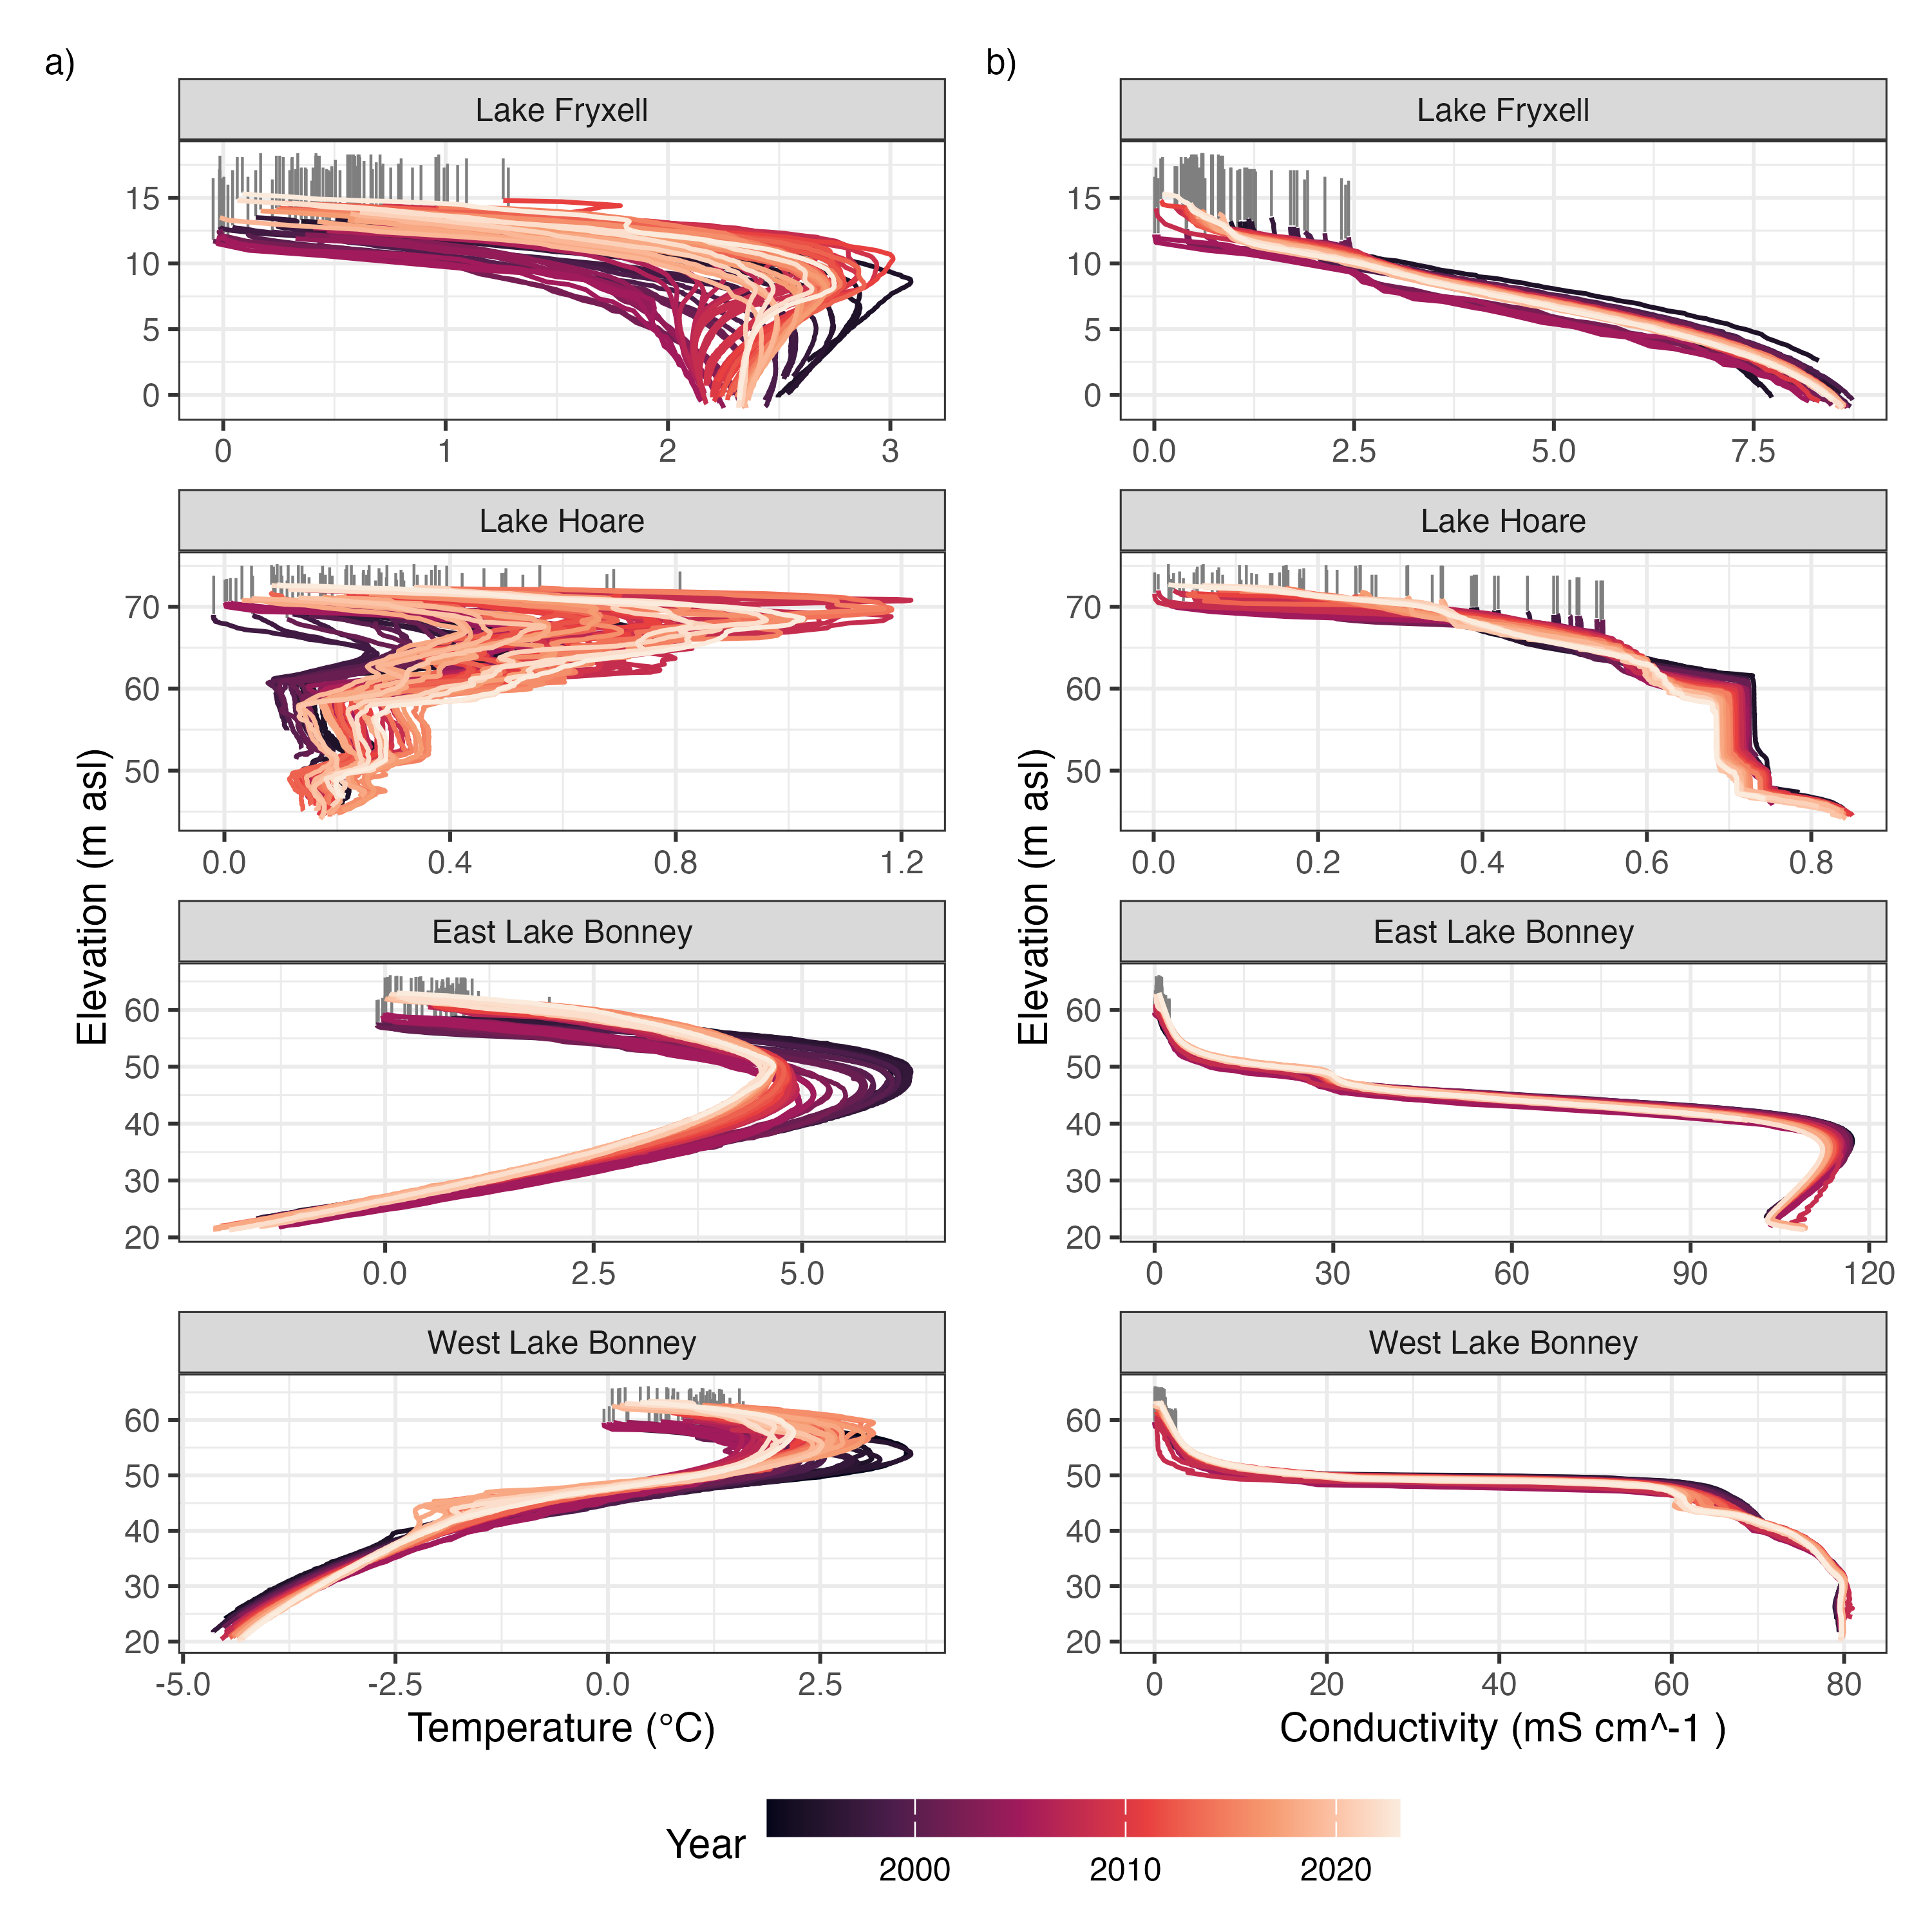 a)
Lake Fryxell
15
10
5
0
0 1 2 3
Lake Hoare
70
60
50
0.0 0.4 0.8 1.2
East Lake Bonney
60
50
40
30
20
0.0 2.5 5.0
West Lake Bonney
60
50
40
30
20
-5.0 -2.5 0.0 2.5
Elevation (m asl)
Temperature (°C)
b)
Lake Fryxell
15
10
5
0
0.0 2.5 5.0 7.5
Lake Hoare
70
60
50
0.0 0.2 0.4 0.6 0.8
East Lake Bonney
60
50
40
30
20
0 30 60 90 120
West Lake Bonney
60
50
40
30
20
0 20 40 60 80
Elevation (m asl)
Conductivity (mS cm^-1 )
Year
2000 2010 2020